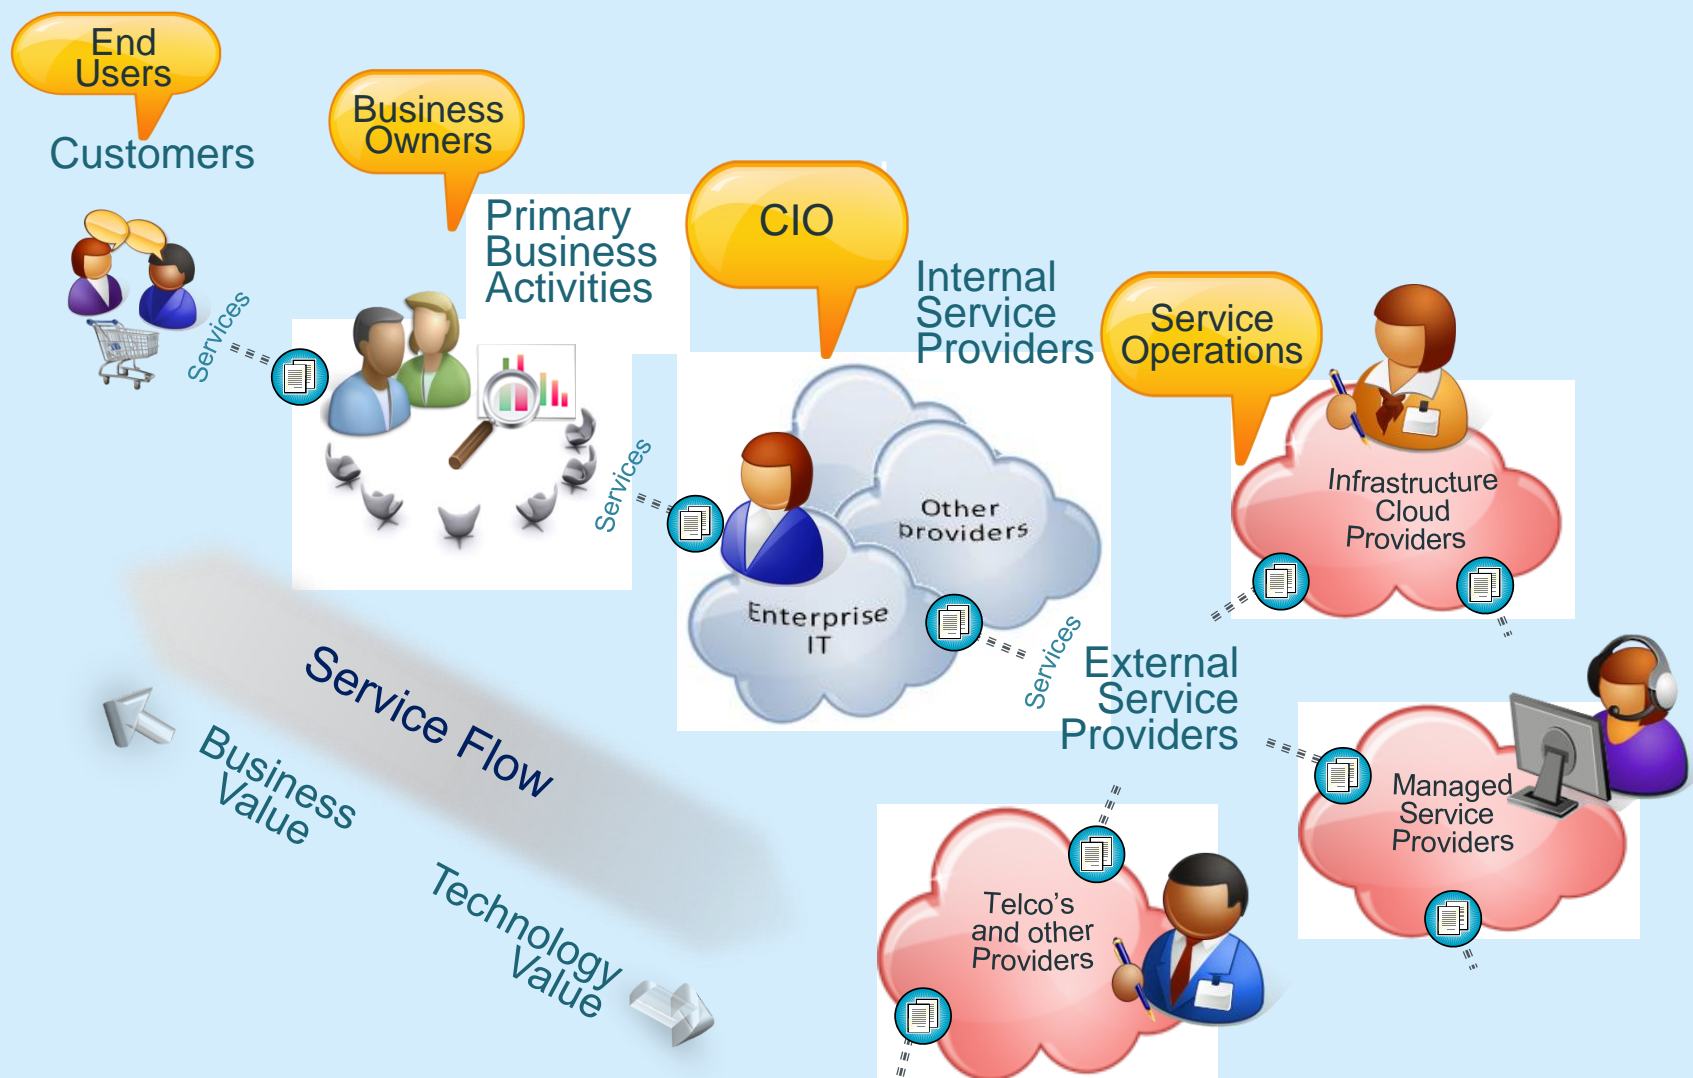 End
Users
Customers
Business
Owners
Primary
Business
Activities
CIO
Internal
Service
Providers
Service
Operations
Services
Services
Services
Other
providers
Enterprise
IT
Infrastructure
Cloud
Providers
External
Service
Providers
Managed
Service
Providers
Telco's
and other
Providers
Service Flow
Business
Value
Technology
Value